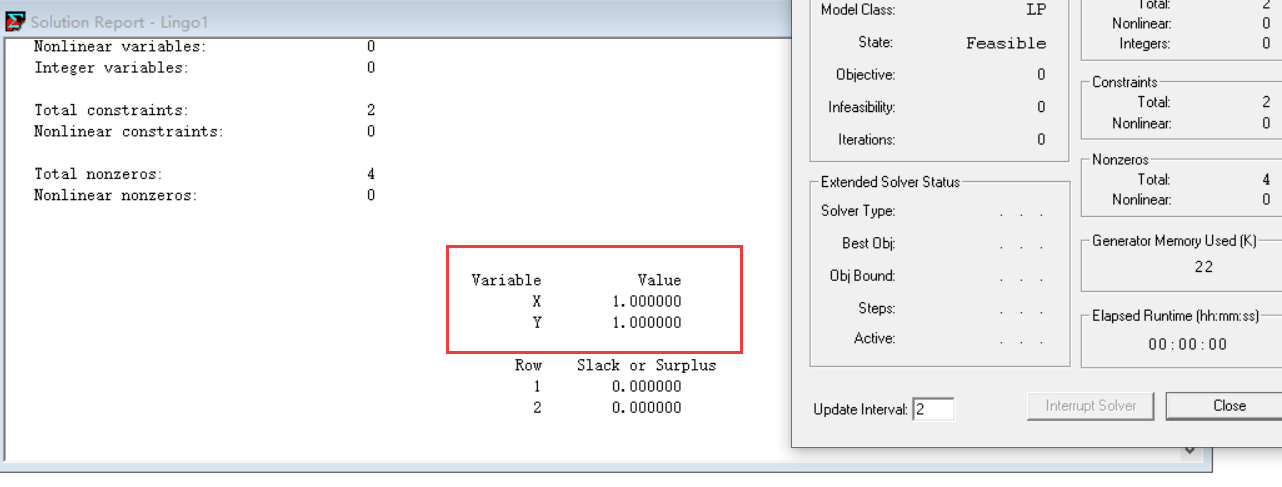 Solution Report - Lingo1
Nonlinear variables: 0
Integer variables: 0
Total constraints: 2
Nonlinear constraints: 0
Total nonzeros: 4
Nonlinear nonzeros: 0
Variable Value
X 1.000000
Y 1.000000
Row Slack or Surplus
1 0.000000
2 0.000000
Model Class: LP
State: Feasible
Objective: 0
Infeasibility: 0
Iterations: 0
Extended Solver Status
Solver Type: . . .
Best Obj: . . .
Obj Bound: . . .
Steps: . . .
Active: . . .
Update Interval: 2
Interrupt Solver
Close
Total: 2
Nonlinear: 0
Integers: 0
Constraints
Total: 2
Nonlinear: 0
Nonzeros
Total: 4
Nonlinear: 0
Generator Memory Used (K)
22
Elapsed Runtime (hh:mm:ss)
00:00:00